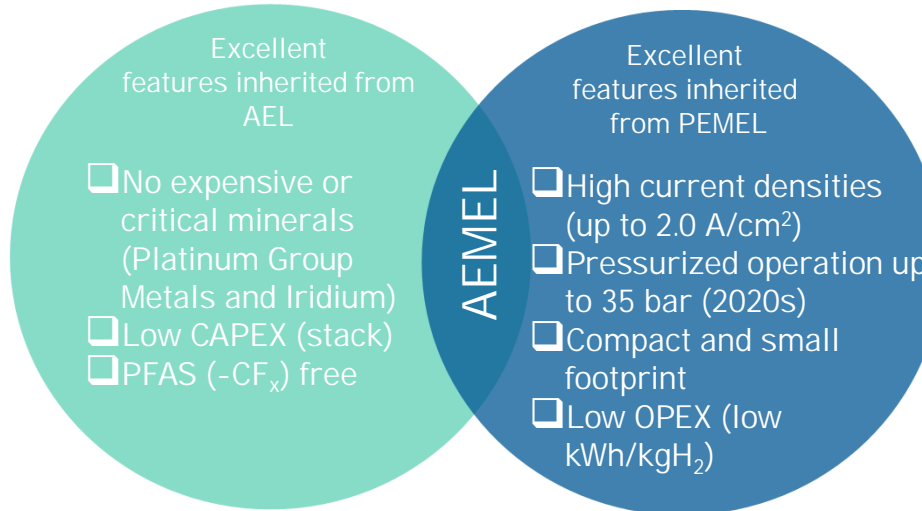 Excellent
features inherited from
AEL
❑No expensive or
critical minerals
(Platinum Group
Metals and Iridium)
❑Low CAPEX (stack)
❑PFAS (-CFₓ) free
AEMEL
Excellent
features inherited
from PEMEL
❑High current densities
(up to 2.0 A/cm²)
❑Pressurized operation up
to 35 bar (2020s)
❑Compact and small
footprint
❑Low OPEX (low
kWh/kgH₂)